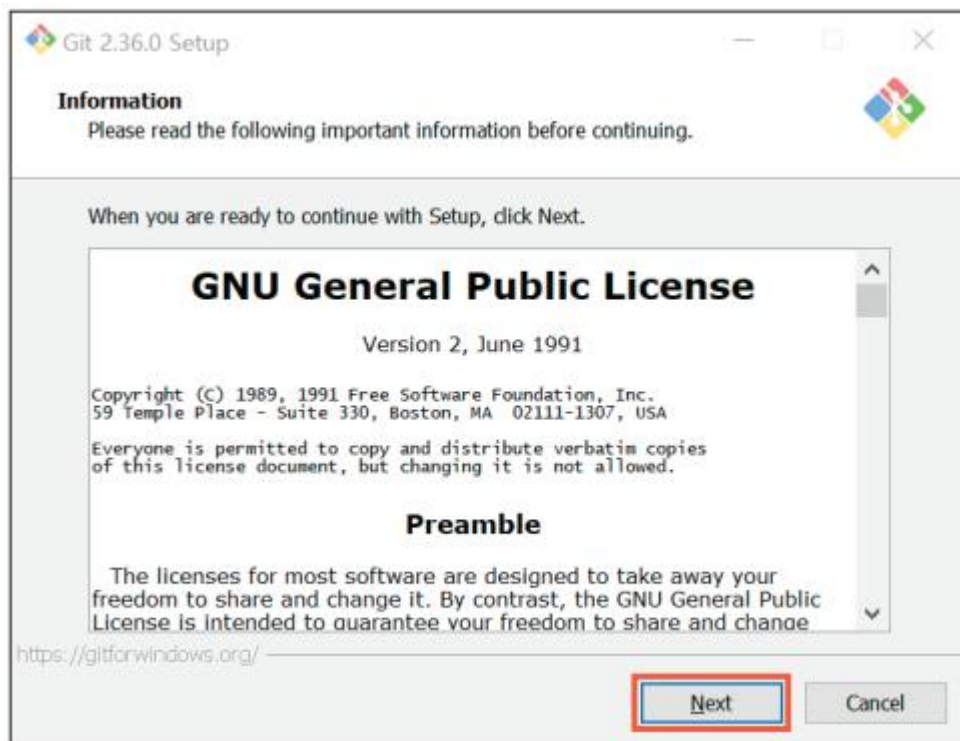 Git 2.36.0 Setup
Information
Please read the following important information before continuing.
When you are ready to continue with Setup, click Next.
GNU General Public License
Version 2, June 1991
Copyright (C) 1989, 1991 Free Software Foundation, Inc.
59 Temple Place - Suite 330, Boston, MA  02111-1307, USA
Everyone is permitted to copy and distribute verbatim copies
of this license document, but changing it is not allowed.
Preamble
The licenses for most software are designed to take away your
freedom to share and change it. By contrast, the GNU General Public
License is intended to guarantee your freedom to share and change
https://gitforwindows.org/
Next
Cancel